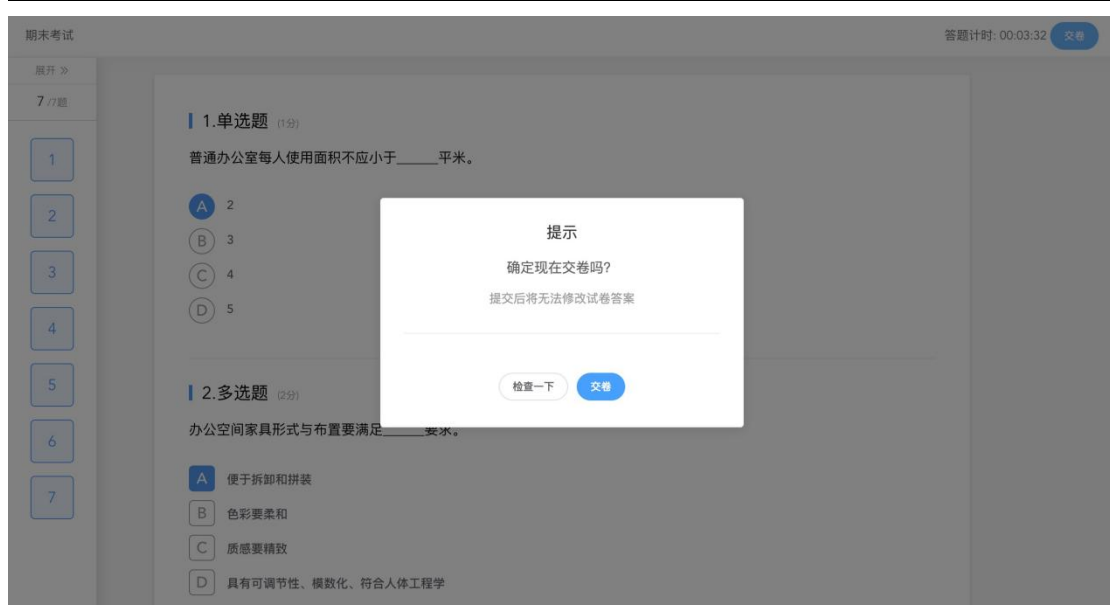 期末考试
答题计时: 00:03:32 交卷
展开 »
7 /7题
1
2
3
4
5
6
7
1.单选题 (1分)
普通办公室每人使用面积不应小于______平米。
A 2
B 3
C 4
D 5
提示
确定现在交卷吗?
提交后将无法修改试卷答案
检查一下 交卷
2.多选题 (2分)
办公空间家具形式与布置要满足______要求。
A 便于拆卸和拼装
B 色彩要柔和
C 质感要精致
D 具有可调节性、模数化、符合人体工程学